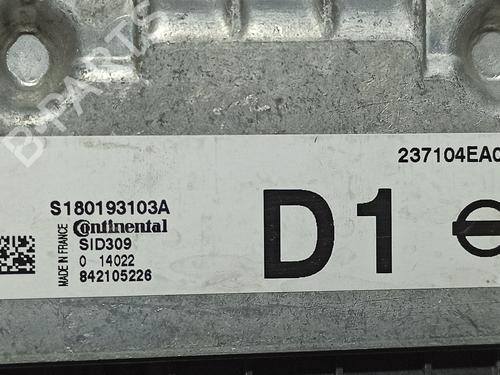 B-PARTS
237104EA0
S180193103A
Continental
SID309
0 14022
842105226
MADE IN FRANCE
D1